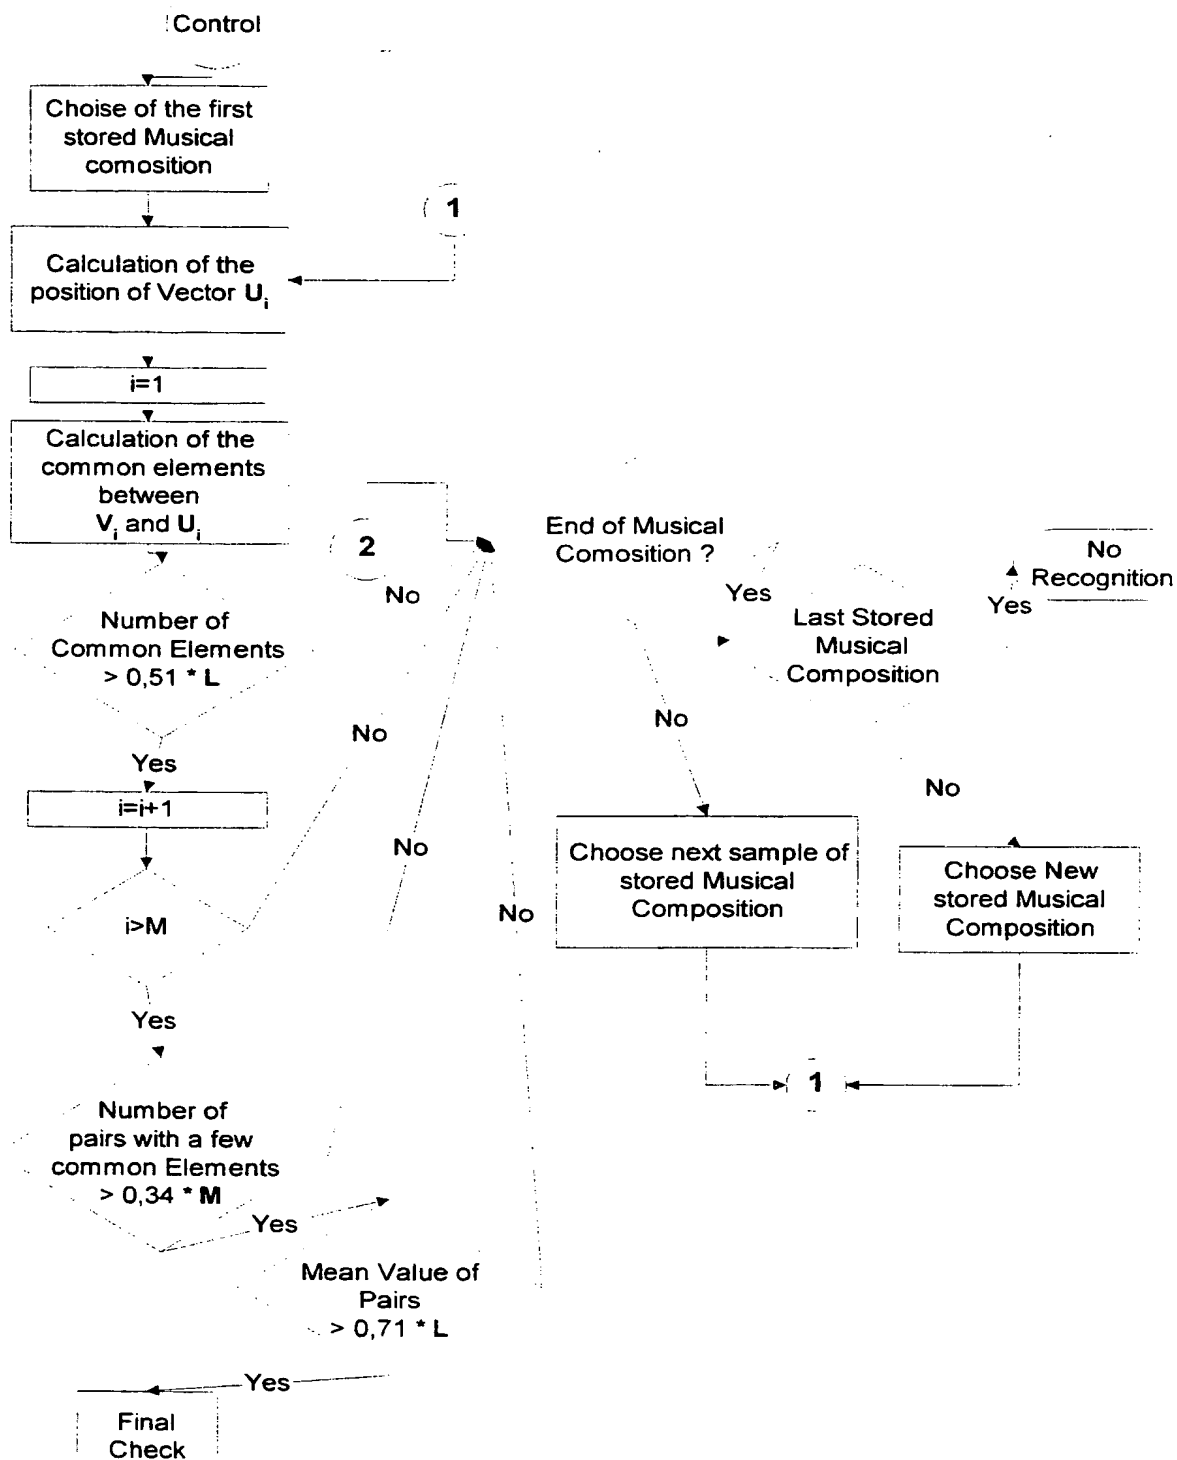 Control
Choise of the first
stored Musical
comosition
1
Calculation of the
position of Vector Ui
i=1
Calculation of the
common elements
between
Vi and Ui
2
No
End of Musical
Comosition ?
Yes
No
Recognition
Yes
Last Stored
Musical
Composition
Number of
Common Elements
> 0,51 * L
No
No
Yes
i=i+1
No
No
Choose next sample of
stored Musical
Composition
Choose New
stored Musical
Composition
No
i>M
Yes
1
Number of
pairs with a few
common Elements
> 0,34 * M
Yes
Mean Value of
Pairs
> 0,71 * L
Yes
Final
Check